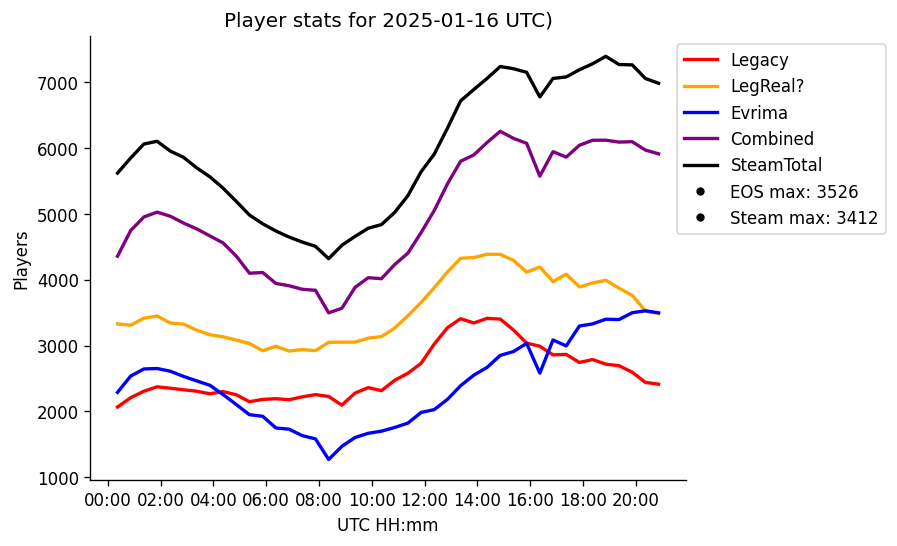 Player stats for 2025-01-16 UTC)
Legacy
LegReal?
Evrima
Combined
SteamTotal
EOS max: 3526
Steam max: 3412
Players
7000
6000
5000
4000
3000
2000
1000
00:00 02:00 04:00 06:00 08:00 10:00 12:00 14:00 16:00 18:00 20:00
UTC HH:mm